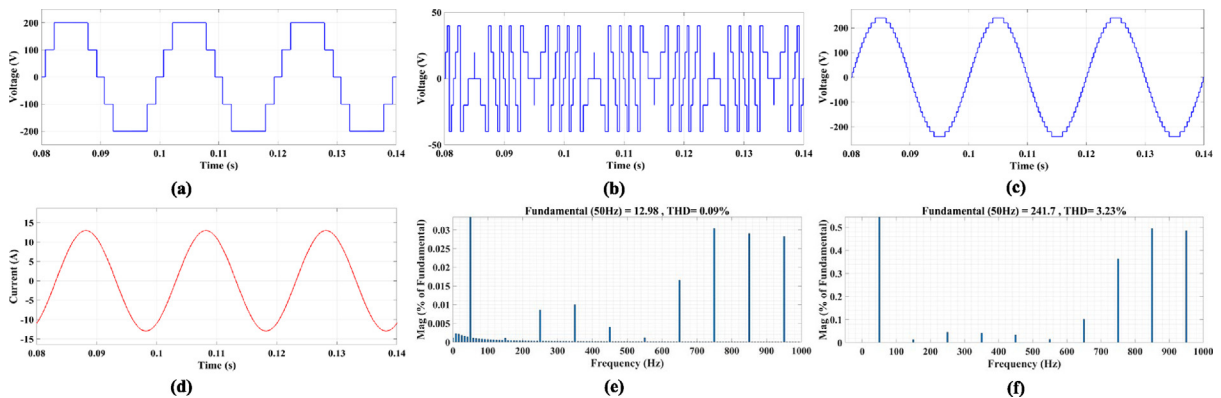 200
100
0
-100
-200
Voltage (V)
0.08
0.09
0.1
0.11
0.12
0.13
0.14
Time (s)
(a)
50
0
-50
Voltage (V)
0.08
0.09
0.1
0.11
0.12
0.13
0.14
Time (s)
(b)
200
100
0
-100
-200
Voltage (V)
0.08
0.09
0.1
0.11
0.12
0.13
0.14
Time (s)
(c)
15
10
5
0
-5
-10
-15
Current (A)
0.08
0.09
0.1
0.11
0.12
0.13
0.14
Time (s)
(d)
Fundamental (50Hz) = 12.98 , THD= 0.09%
0.03
0.025
0.02
0.015
0.01
0.005
0
Mag (% of Fundamental)
0 100 200 300 400 500 600 700 800 900 1000
Frequency (Hz)
(e)
Fundamental (50Hz) = 241.7 , THD= 3.23%
0.5
0.4
0.3
0.2
0.1
0
Mag (% of Fundamental)
0 100 200 300 400 500 600 700 800 900 1000
Frequency (Hz)
(f)